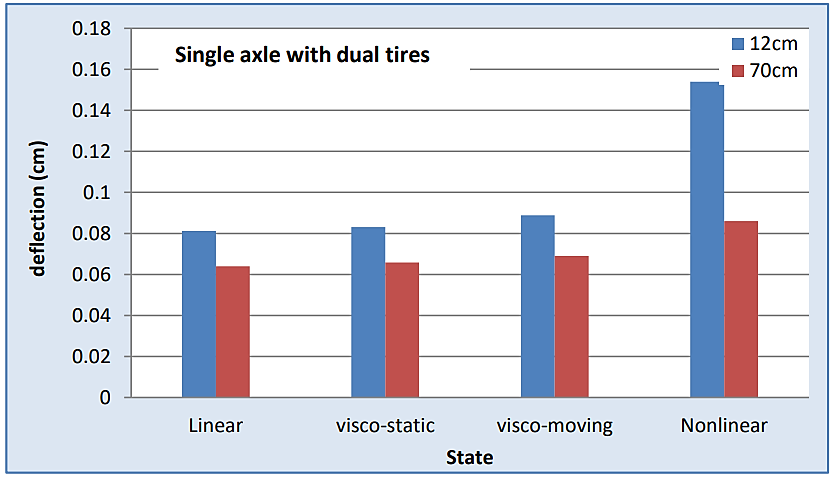 Single axle with dual tires
12cm
70cm
0.18
0.16
0.14
0.12
0.1
0.08
0.06
0.04
0.02
0
deflection (cm)
Linear visco-static visco-moving Nonlinear
State